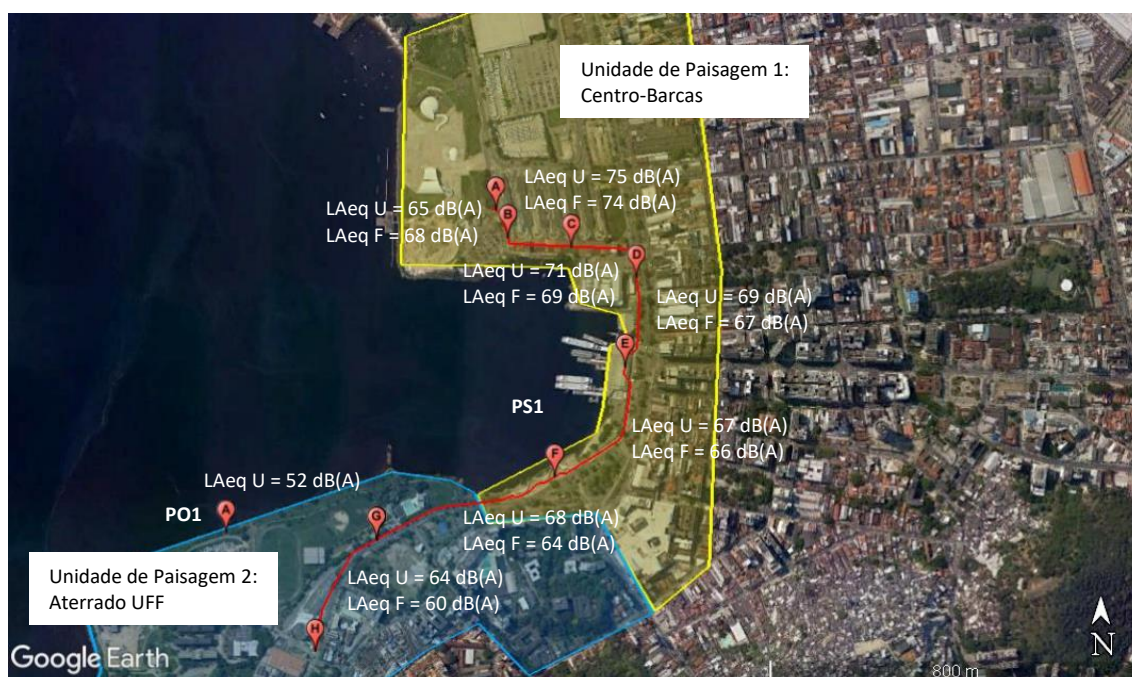 Unidade de Paisagem 1:
Centro-Barcas
A
LAeq U = 75 dB(A)
LAeq F = 74 dB(A)
LAeq U = 65 dB(A)
LAeq F = 68 dB(A)
B
C
D
LAeq U = 71 dB(A)
LAeq F = 69 dB(A)
LAeq U = 69 dB(A)
LAeq F = 67 dB(A)
E
PS1
LAeq U = 67 dB(A)
LAeq F = 66 dB(A)
F
LAeq U = 52 dB(A)
PO1
A
G
LAeq U = 68 dB(A)
LAeq F = 64 dB(A)
Unidade de Paisagem 2:
Aterrado UFF
LAeq U = 64 dB(A)
LAeq F = 60 dB(A)
H
N
Google Earth
800 m